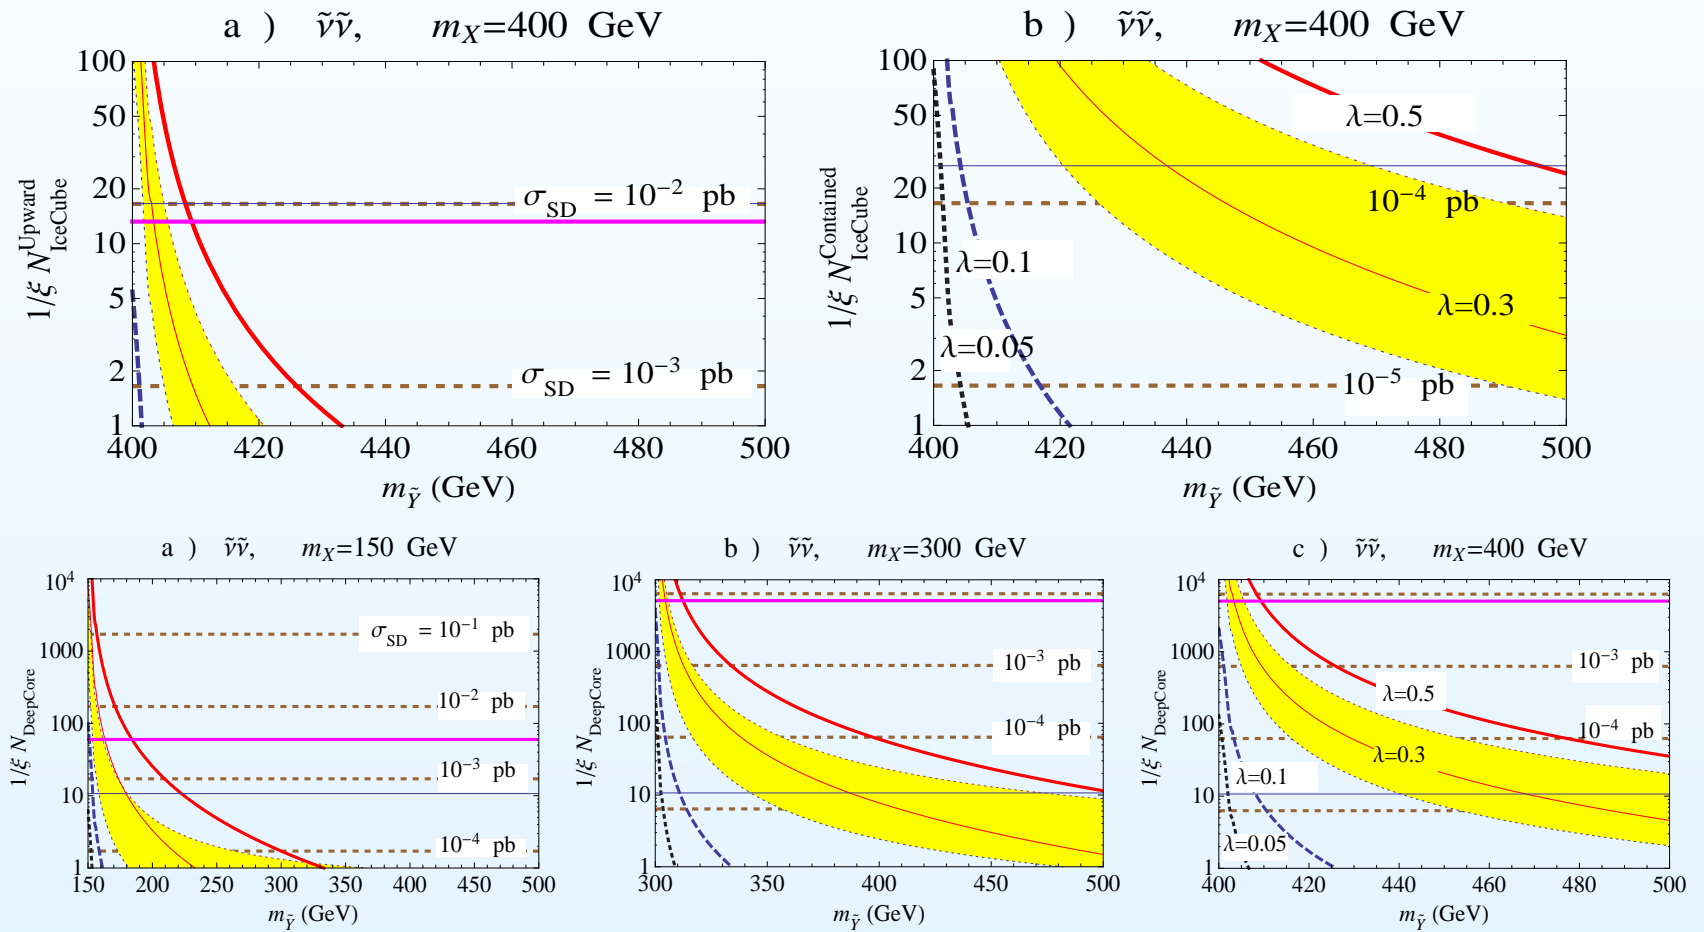 a ) ν̃ν̃, m_X=400 GeV
1/ξ N^Upward_IceCube
100
50
20
10
5
2
1
σ_SD = 10^−2 pb
σ_SD = 10^−3 pb
400 420 440 460 480 500
m_Ỹ (GeV)
b ) ν̃ν̃, m_X=400 GeV
1/ξ N^Contained_IceCube
100
50
20
10
5
2
1
λ=0.5
10^−4 pb
λ=0.1
λ=0.3
λ=0.05
10^−5 pb
400 420 440 460 480 500
m_Ỹ (GeV)
a ) ν̃ν̃, m_X=150 GeV
1/ξ N_DeepCore
10^4
1000
100
10
1
σ_SD = 10^−1 pb
10^−2 pb
10^−3 pb
10^−4 pb
150 200 250 300 350 400 450 500
m_Ỹ (GeV)
b ) ν̃ν̃, m_X=300 GeV
1/ξ N_DeepCore
10^4
1000
100
10
1
10^−3 pb
10^−4 pb
300 350 400 450 500
m_Ỹ (GeV)
c ) ν̃ν̃, m_X=400 GeV
1/ξ N_DeepCore
10^4
1000
100
10
1
10^−3 pb
λ=0.5
10^−4 pb
λ=0.3
λ=0.1
λ=0.05
400 420 440 460 480 500
m_Ỹ (GeV)